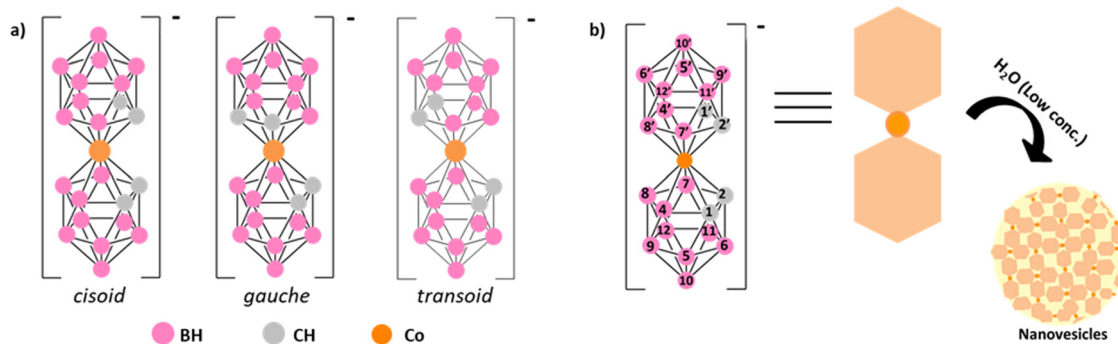 a)
-
-
-
cisoid
gauche
transoid
BH
CH
Co
b)
-
10’
5’
6’
9’
12’
11’
4’
1’
8’
7’
2’
7
8
2
4
1
12
11
9
5
6
10
H2O (Low conc.)
Nanovesicles